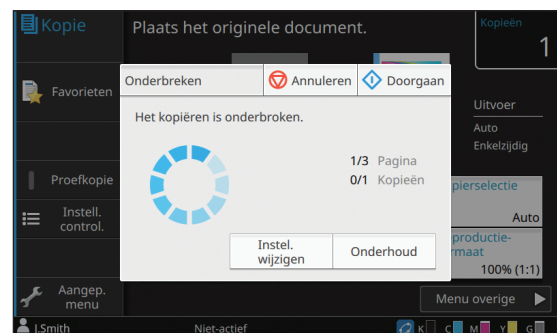 Kopie
Plaats het originele document.
Kopieën
1
Favorieten
Onderbreken
Annuleren
Doorgaan
Het kopiëren is onderbroken.
1/3 Pagina
0/1 Kopieën
Instel.
wijzigen
Onderhoud
Uitvoer
Auto
Enkelzijdig
Proefkopie
Instell.
control.
pierselectie
Auto
productie-
maat
100% (1:1)
Aangep.
menu
Menu overige
J.Smith
Niet-actief
K C M Y G